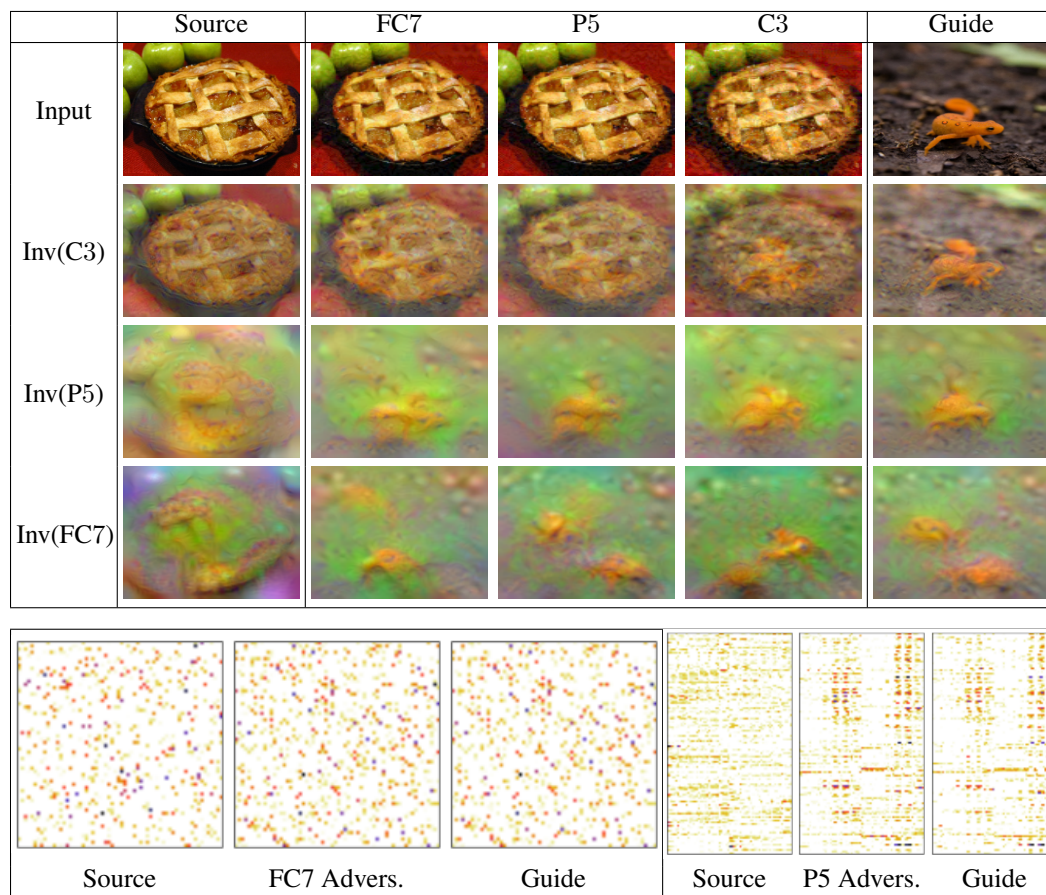 Source FC7 P5 C3 Guide
Input
Inv(C3)
Inv(P5)
Inv(FC7)
Source FC7 Advers. Guide Source P5 Advers. Guide